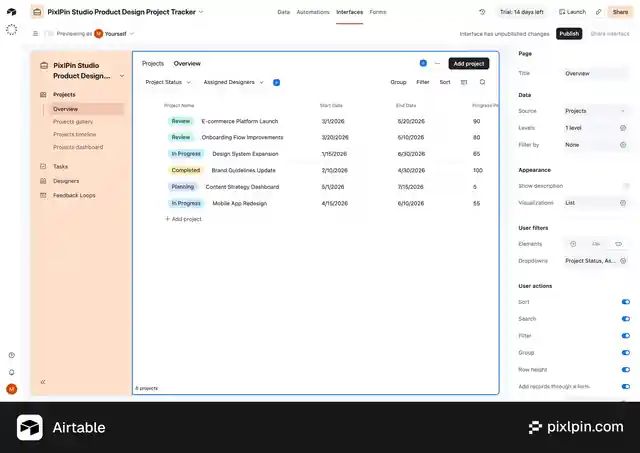 PixlPin Studio Product Design Project Tracker
Data Automations Interfaces Forms
Trial: 14 days left Launch Share
Previewing as M Yourself
Interface has unpublished changes Publish Share interface
PixlPin Studio
Product Design...
Projects
Overview
Projects gallery
Projects timeline
Projects dashboard
Tasks
Designers
Feedback Loops
M
Projects Overview
Add project
Project Status Assigned Designers
Group Filter Sort
Project Name Start Date End Date
Review E-commerce Platform Launch 3/1/2026 5/20/2026 90
Review Onboarding Flow Improvements 3/20/2026 5/10/2026 80
In Progress Design System Expansion 1/15/2026 6/30/2026 65
Completed Brand Guidelines Update 2/10/2026 4/30/2026 100
Planning Content Strategy Dashboard 5/1/2026 7/15/2026 5
In Progress Mobile App Redesign 4/15/2026 6/10/2026 55
+ Add project
6 projects
Page
Title Overview
Data
Source Projects
Levels 1 level
Filter by None
Appearance
Show description
Visualizations List
User filters
Elements
Dropdowns Project Status, As...
User actions
Sort
Search
Filter
Group
Row height
Add records through a form
Airtable
pixlpin.com